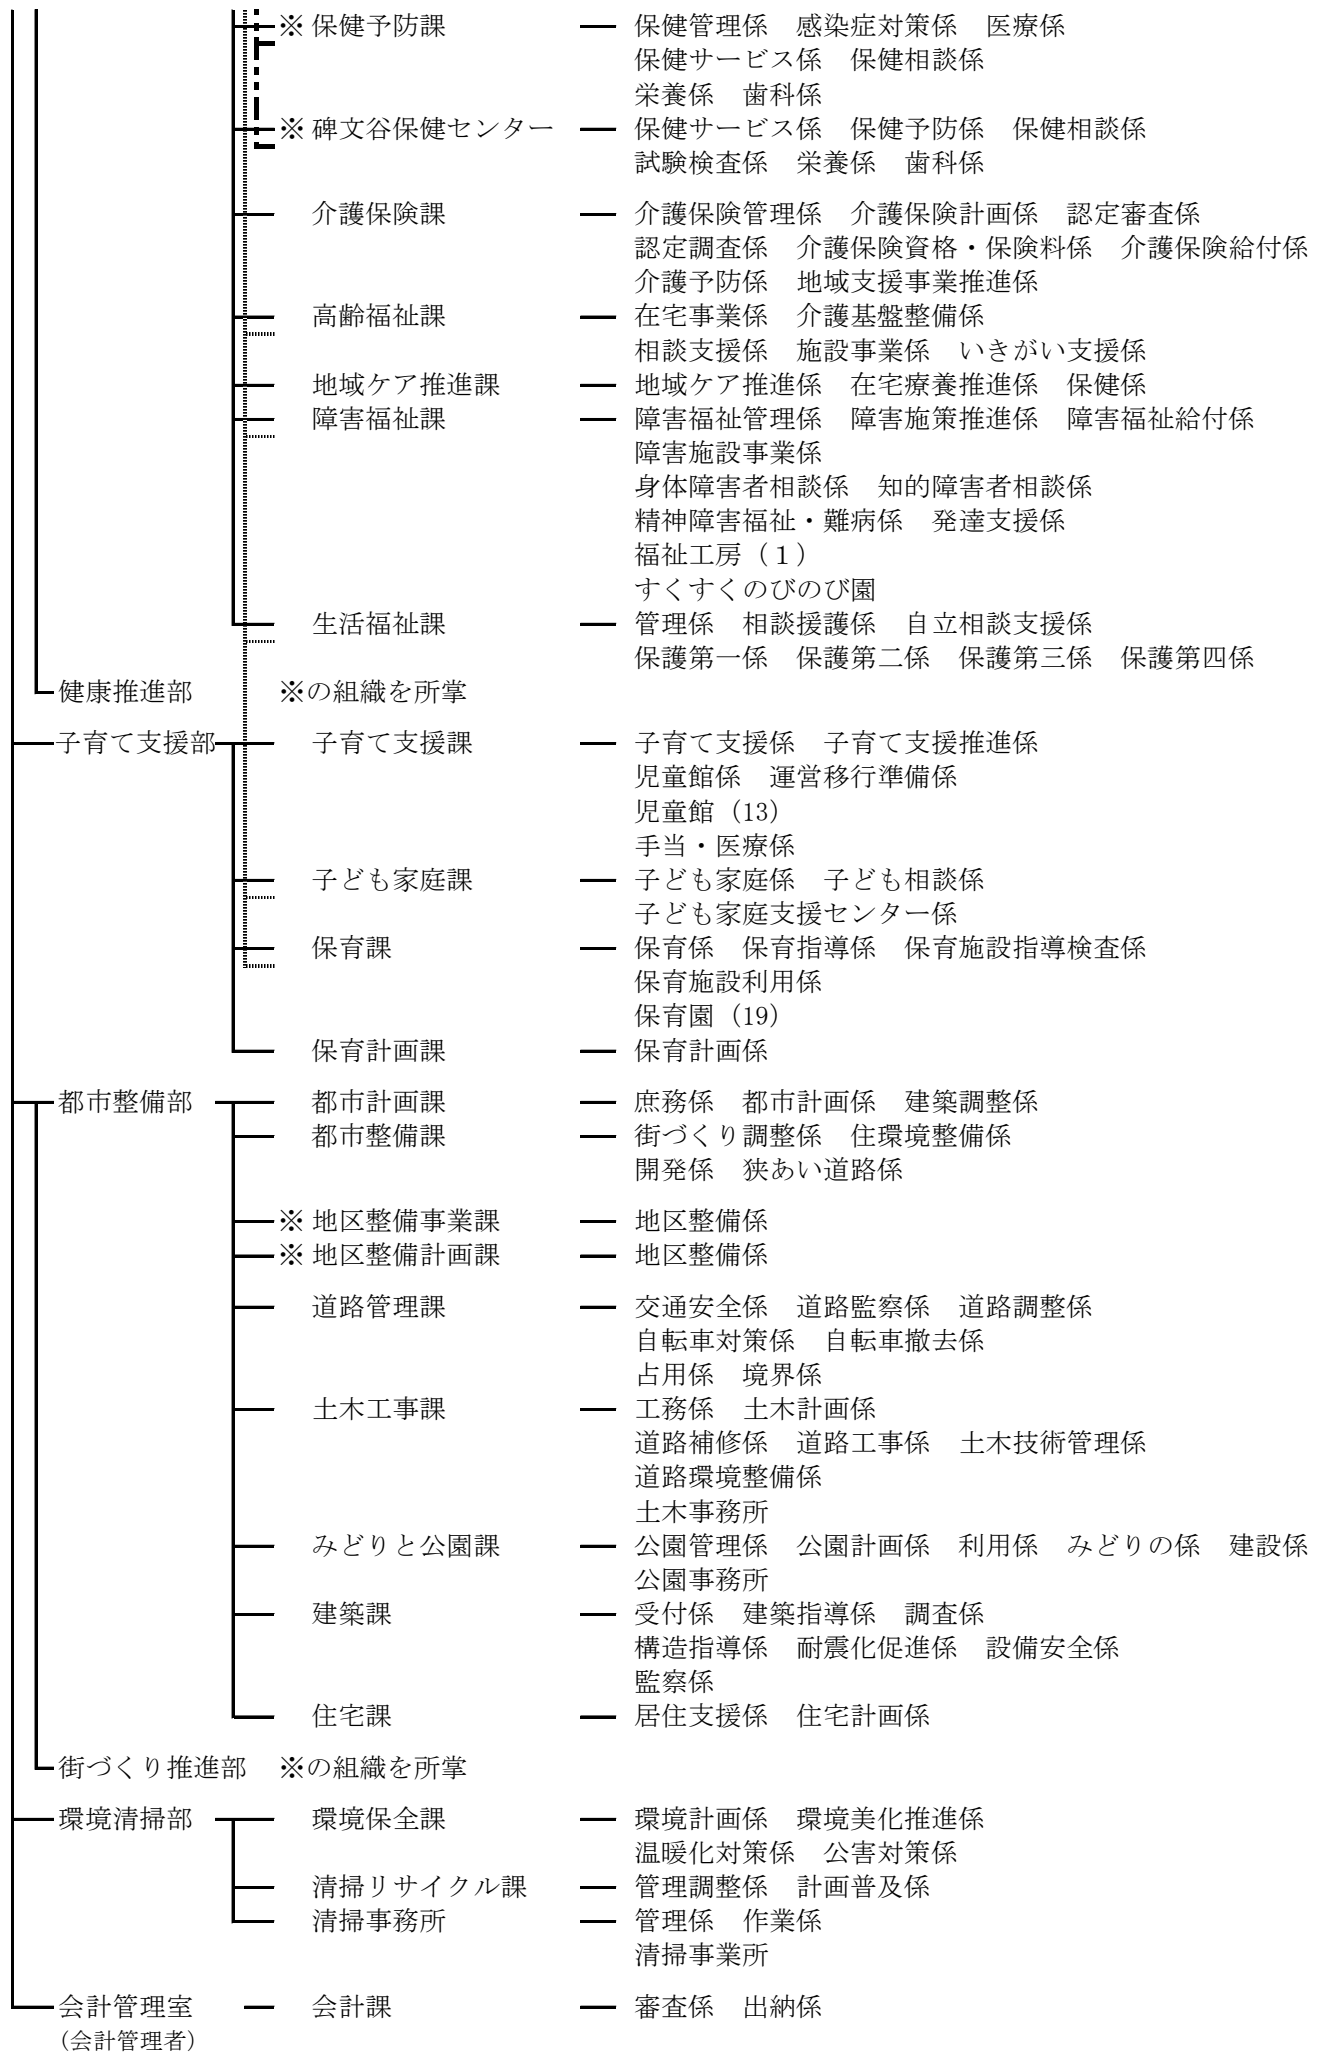 ※ 保健予防課 保健管理係 感染症対策係 医療係
保健サービス係 保健相談係
栄養係 歯科係
※ 碑文谷保健センター 保健サービス係 保健予防係 保健相談係
試験検査係 栄養係 歯科係
介護保険課 介護保険管理係 介護保険計画係 認定審査係
認定調査係 介護保険資格・保険料係 介護保険給付係
介護予防係 地域支援事業推進係
高齢福祉課 在宅事業係 介護基盤整備係
相談支援係 施設事業係 いきがい支援係
地域ケア推進課 地域ケア推進係 在宅療養推進係 保健係
障害福祉課 障害福祉管理係 障害施策推進係 障害福祉給付係
障害施設事業係
身体障害者相談係 知的障害者相談係
精神障害福祉・難病係 発達支援係
福祉工房（１）
すくすくのびのび園
生活福祉課 管理係 相談援護係 自立相談支援係
保護第一係 保護第二係 保護第三係 保護第四係
健康推進部 ※の組織を所掌
子育て支援部 子育て支援課 子育て支援係 子育て支援推進係
児童館係 運営移行準備係
児童館（13）
手当・医療係
子ども家庭課 子ども家庭係 子ども相談係
子ども家庭支援センター係
保育課 保育係 保育指導係 保育施設指導検査係
保育施設利用係
保育園（19）
保育計画課 保育計画係
都市整備部 都市計画課 庶務係 都市計画係 建築調整係
都市整備課 街づくり調整係 住環境整備係
開発係 狭あい道路係
※ 地区整備事業課 地区整備係
※ 地区整備計画課 地区整備係
道路管理課 交通安全係 道路監察係 道路調整係
自転車対策係 自転車撤去係
占用係 境界係
土木工事課 工務係 土木計画係
道路補修係 道路工事係 土木技術管理係
道路環境整備係
土木事務所
みどりと公園課 公園管理係 公園計画係 利用係 みどりの係 建設係
公園事務所
建築課 受付係 建築指導係 調査係
構造指導係 耐震化促進係 設備安全係
監察係
住宅課 居住支援係 住宅計画係
街づくり推進部 ※の組織を所掌
環境清掃部 環境保全課 環境計画係 環境美化推進係
温暖化対策係 公害対策係
清掃リサイクル課 管理調整係 計画普及係
清掃事務所 管理係 作業係
清掃事業所
会計管理室 会計課 審査係 出納係
（会計管理者）